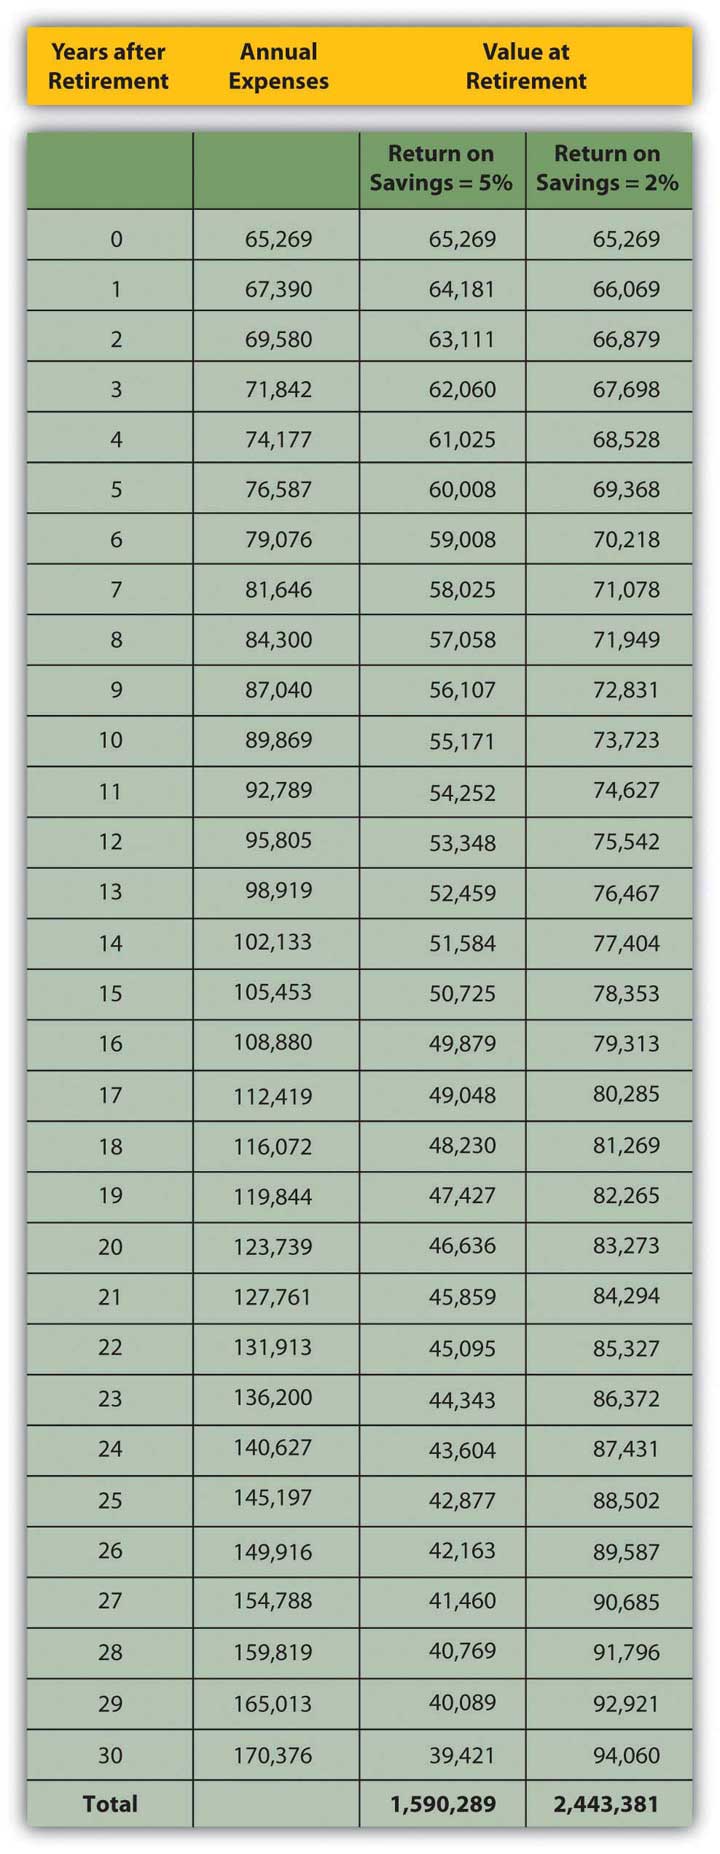 Years after Retirement Annual Expenses Value at Retirement
Return on Savings = 5% Return on Savings = 2%
0 65,269 65,269 65,269
1 67,390 64,181 66,069
2 69,580 63,111 66,879
3 71,842 62,060 67,698
4 74,177 61,025 68,528
5 76,587 60,008 69,368
6 79,076 59,008 70,218
7 81,646 58,025 71,078
8 84,300 57,058 71,949
9 87,040 56,107 72,831
10 89,869 55,171 73,723
11 92,789 54,252 74,627
12 95,805 53,348 75,542
13 98,919 52,459 76,467
14 102,133 51,584 77,404
15 105,453 50,725 78,353
16 108,880 49,879 79,313
17 112,419 49,048 80,285
18 116,072 48,230 81,269
19 119,844 47,427 82,265
20 123,739 46,636 83,273
21 127,761 45,859 84,294
22 131,913 45,095 85,327
23 136,200 44,343 86,372
24 140,627 43,604 87,431
25 145,197 42,877 88,502
26 149,916 42,163 89,587
27 154,788 41,460 90,685
28 159,819 40,769 91,796
29 165,013 40,089 92,921
30 170,376 39,421 94,060
Total 1,590,289 2,443,381